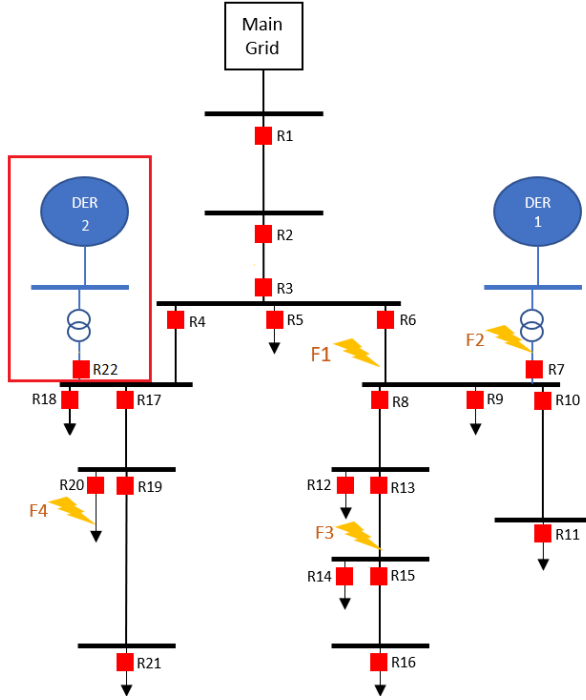 Main
Grid
R1
DER
2
DER
1
R2
R3
R4
R5
R6
F1
F2
R22
R7
R18
R17
R8
R9
R10
R20
R19
R12
R13
F4
F3
R11
R14
R15
R21
R16